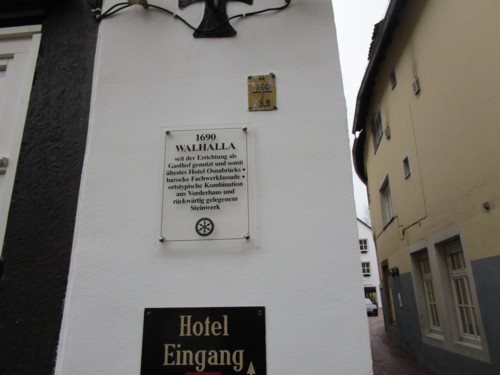 1690
WALHALLA
seit der Errichtung als
Gasthof genutzt und somit
ältestes Hotel Osnabrücks •
barocke Fachwerkfassade •
ortstypische Kombination
aus Vorderhaus und
rückwärtig gelegenem
Steinwerk
Hotel
Eingang